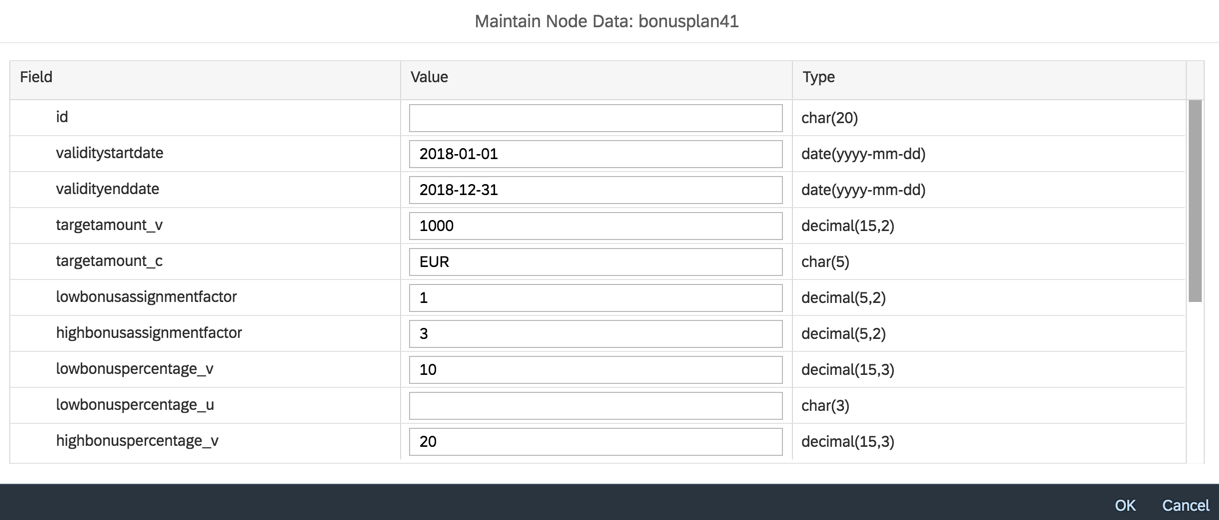 Maintain Node Data: bonusplan41
Field Value Type
id char(20)
validitystartdate 2018-01-01 date(yyyy-mm-dd)
validityenddate 2018-12-31 date(yyyy-mm-dd)
targetamount_v 1000 decimal(15,2)
targetamount_c EUR char(5)
lowbonusassignmentfactor 1 decimal(5,2)
highbonusassignmentfactor 3 decimal(5,2)
lowbonuspercentage_v 10 decimal(15,3)
lowbonuspercentage_u char(3)
highbonuspercentage_v 20 decimal(15,3)
OK Cancel